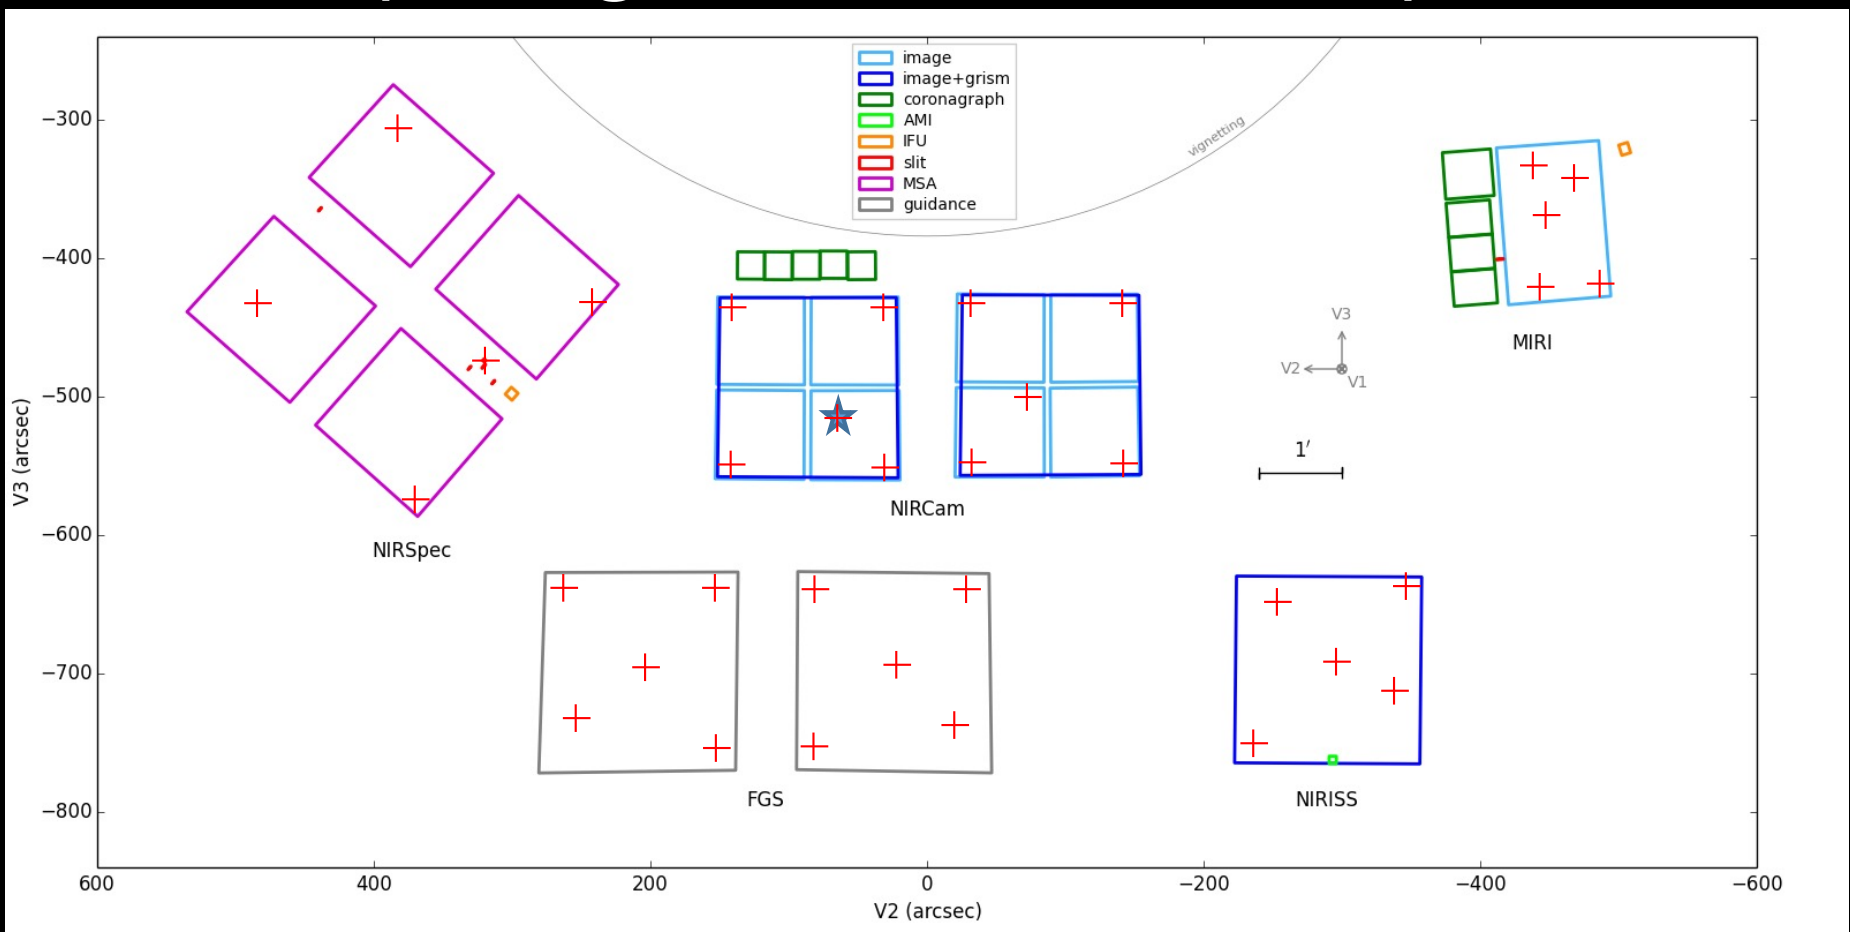 image
image+grism
coronagraph
AMI
IFU
slit
MSA
guidance
vignetting
−300
−400
−500
−600
−700
−800
V3 (arcsec)
MIRI
V3
V2
V1
1′
NIRCam
NIRSpec
FGS
NIRISS
600
400
200
0
−200
−400
−600
V2 (arcsec)